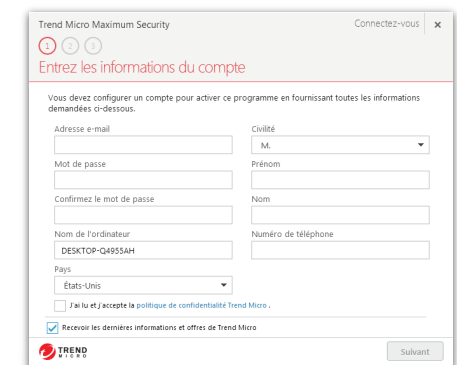 Trend Micro Maximum Security
Connectez-vous x
1 2 3
Entrez les informations du compte
Vous devez configurer un compte pour activer ce programme en fournissant toutes les informations
demandées ci-dessous.
Adresse e-mail
Civilité
M.
Mot de passe
Prénom
Confirmez le mot de passe
Nom
Nom de l'ordinateur
Numéro de téléphone
DESKTOP-Q4955AH
Pays
États-Unis
J'ai lu et j'accepte la politique de confidentialité Trend Micro .
Recevoir les dernières informations et offres de Trend Micro
TREND
MICRO
Suivant